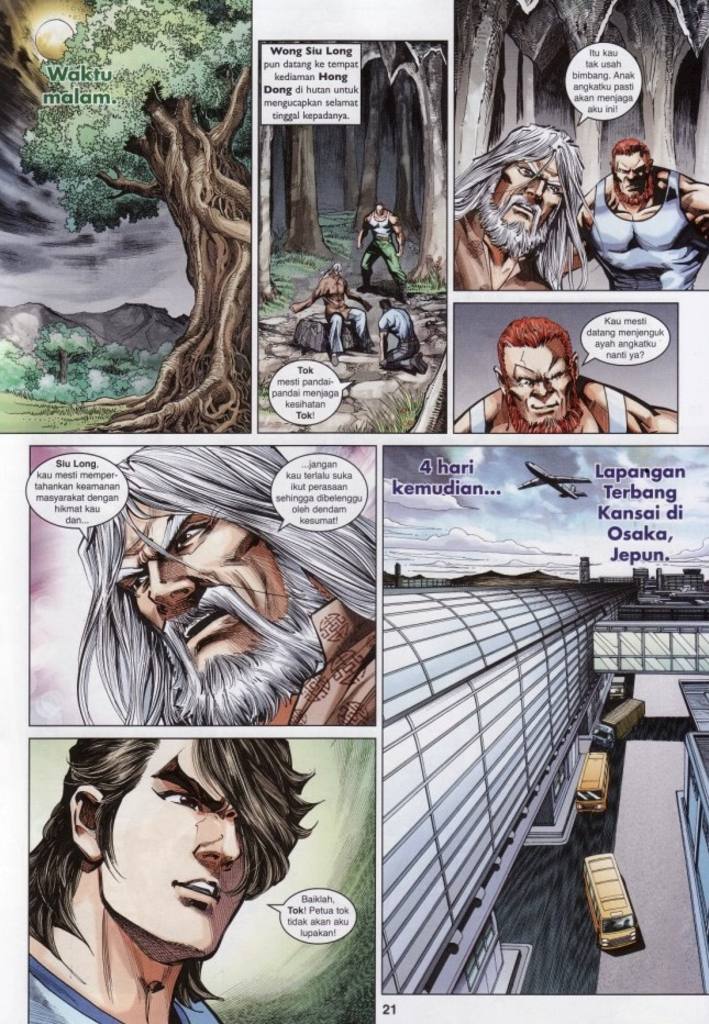 Waktu
malam.
Wong Siu Long
pun datang ke tempat
kediaman Hong
Dong di hutan untuk
mengucapkan selamat
tinggal kepadanya.
Tok
mesti pandai-
pandai menjaga
kesihatan
Tok!
Itu kau
tak usah
bimbang. Anak
angkatku pasti
akan menjaga
aku ini!
Kau mesti
datang menjenguk
ayah angkatku
nanti ya?
Siu Long,
kau mesti memper-
tahankan keamanan
masyarakat dengan
hikmat kau
dan...
...jangan
kau terlalu suka
ikut perasaan
sehingga dibelenggu
oleh dendam
kesumat!
Baiklah,
Tok! Petua tok
tidak akan aku
lupakan!
4 hari
kemudian...
Lapangan
Terbang
Kansai di
Osaka,
Jepun.
21